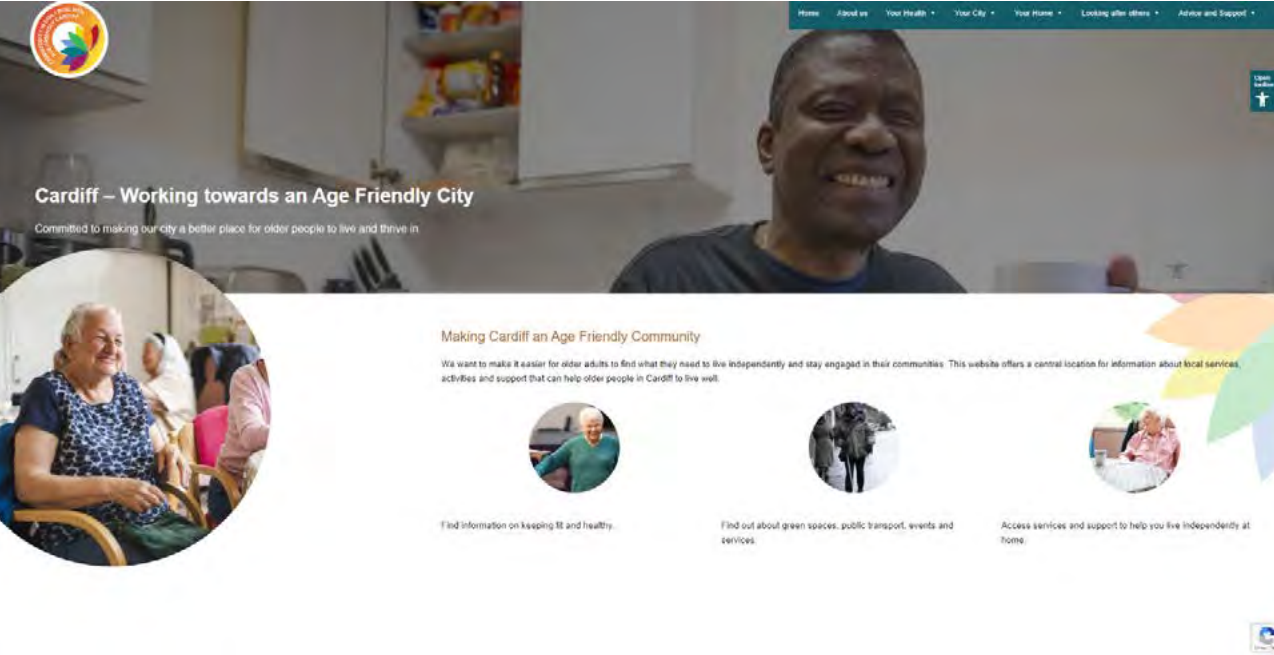 Home About us Your Health Your City Your Home Looking after others Advice and Support
Open
Cardiff – Working towards an Age Friendly City
Committed to making our city a better place for older people to live and thrive in
Making Cardiff an Age Friendly Community
We want to make it easier for older adults to find what they need to live independently and stay engaged in their communities. This website offers a central location for information about local services,
activities and support that can help older people in Cardiff to live well.
Find information on keeping fit and healthy.
Find out about green spaces, public transport, events and
services.
Access services and support to help you live independently at
home.